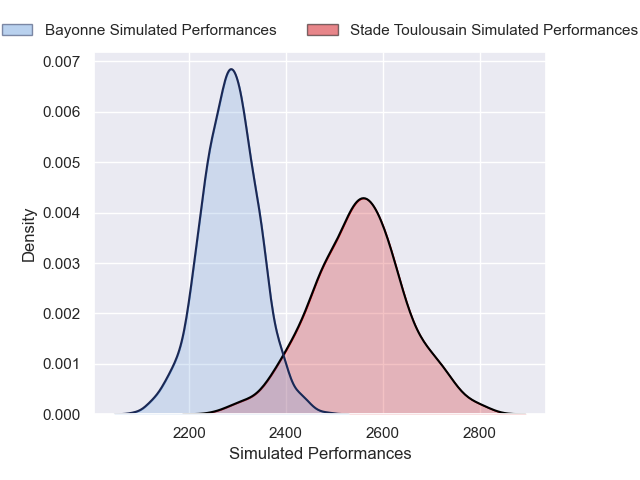 Bayonne Simulated Performances Stade Toulousain Simulated Performances
0.007
0.006
0.005
0.004
0.003
0.002
0.001
0.000
Density
2200 2400 2600 2800
Simulated Performances